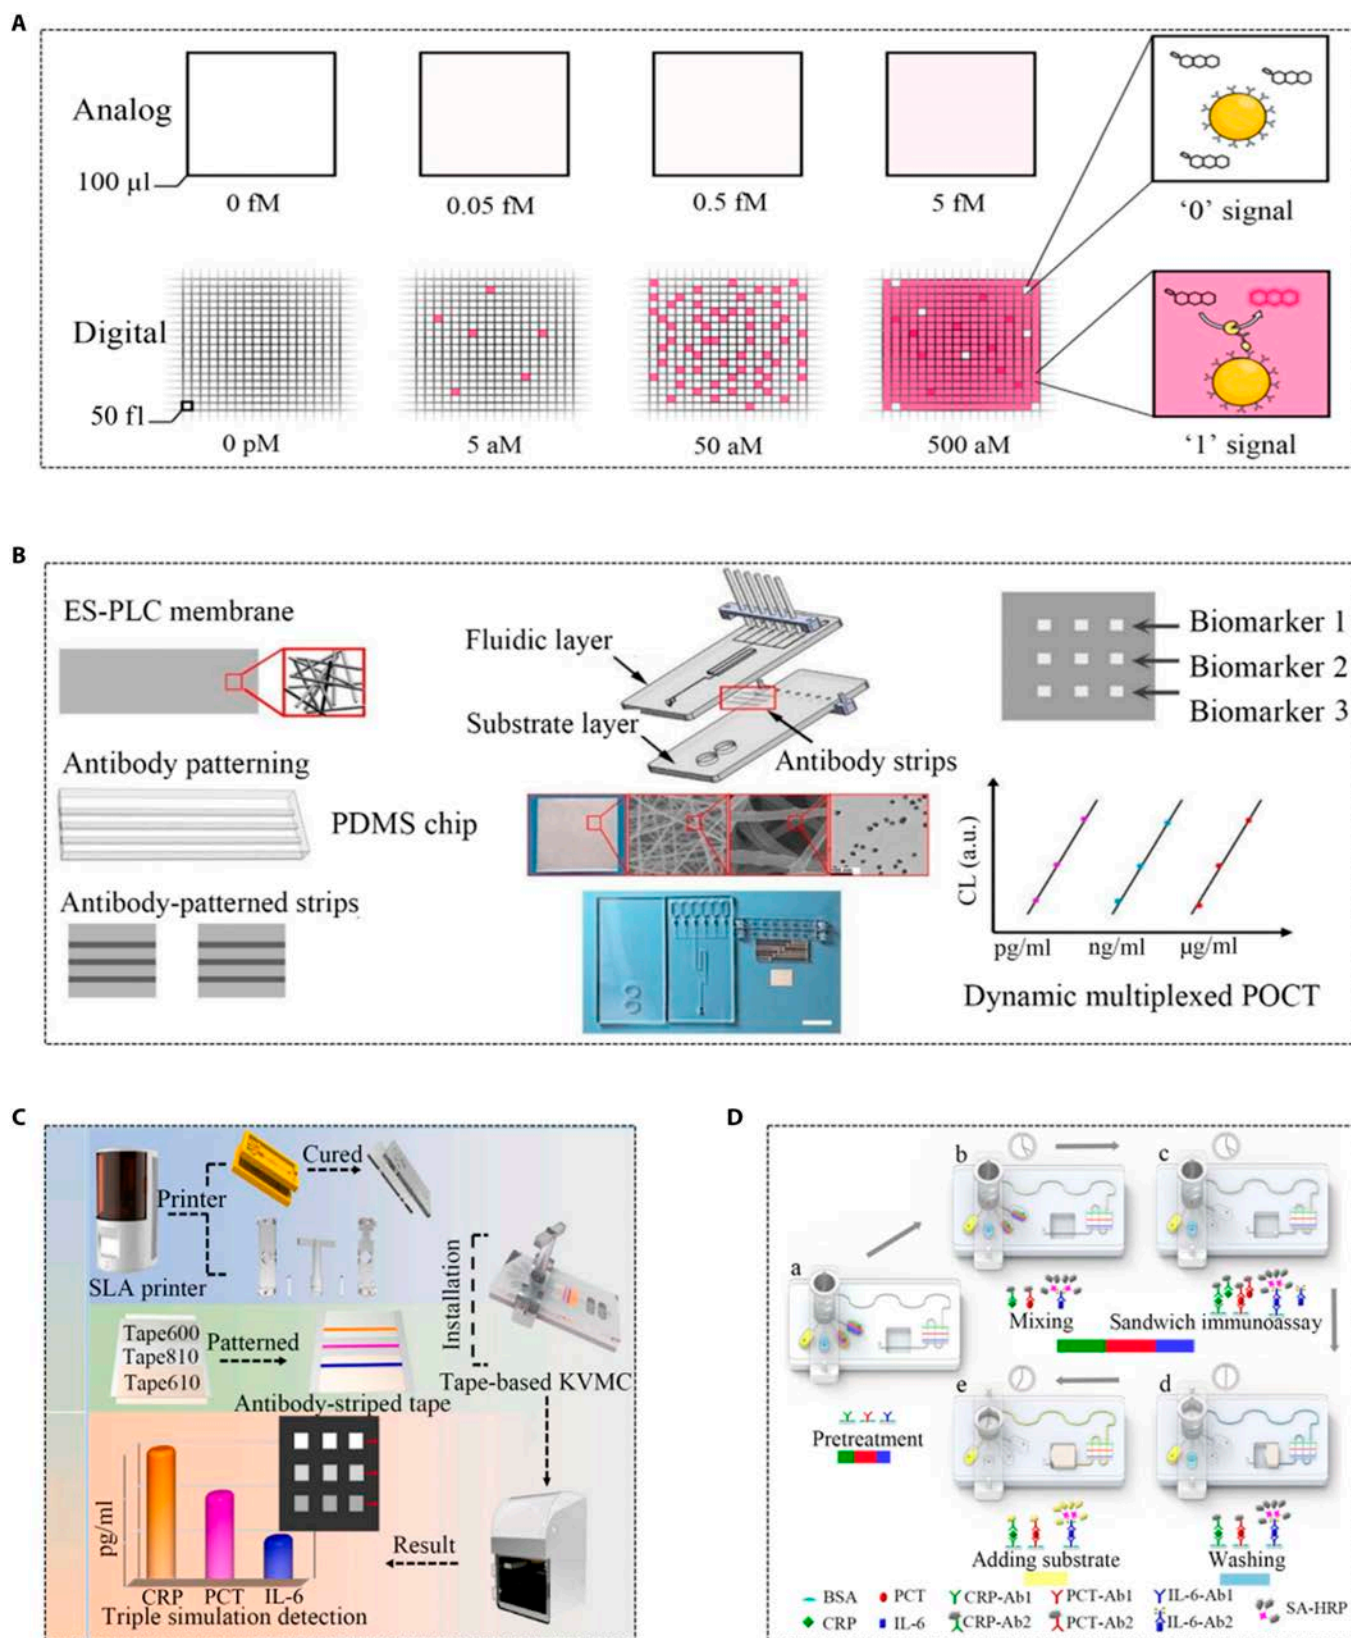 A
Analog
100 µl
0 fM
0.05 fM
0.5 fM
5 fM
‘0’ signal
Digital
50 fl
0 pM
5 aM
50 aM
500 aM
‘1’ signal
B
ES-PLC membrane
Antibody patterning
PDMS chip
Antibody-patterned strips
Fluidic layer
Substrate layer
Antibody strips
Biomarker 1
Biomarker 2
Biomarker 3
CL (a.u.)
pg/ml
ng/ml
µg/ml
Dynamic multiplexed POCT
C
Printer
Cured
SLA printer
Tape600
Tape810
Tape610
Patterned
Antibody-striped tape
Installation
Tape-based KVMC
Result
pg/ml
CRP
PCT
IL-6
Triple simulation detection
D
a
Pretreatment
b
Mixing
c
Sandwich immunoassay
d
Washing
e
Adding substrate
BSA
PCT
CRP-Ab1
PCT-Ab1
IL-6-Ab1
SA-HRP
CRP
IL-6
CRP-Ab2
PCT-Ab2
IL-6-Ab2